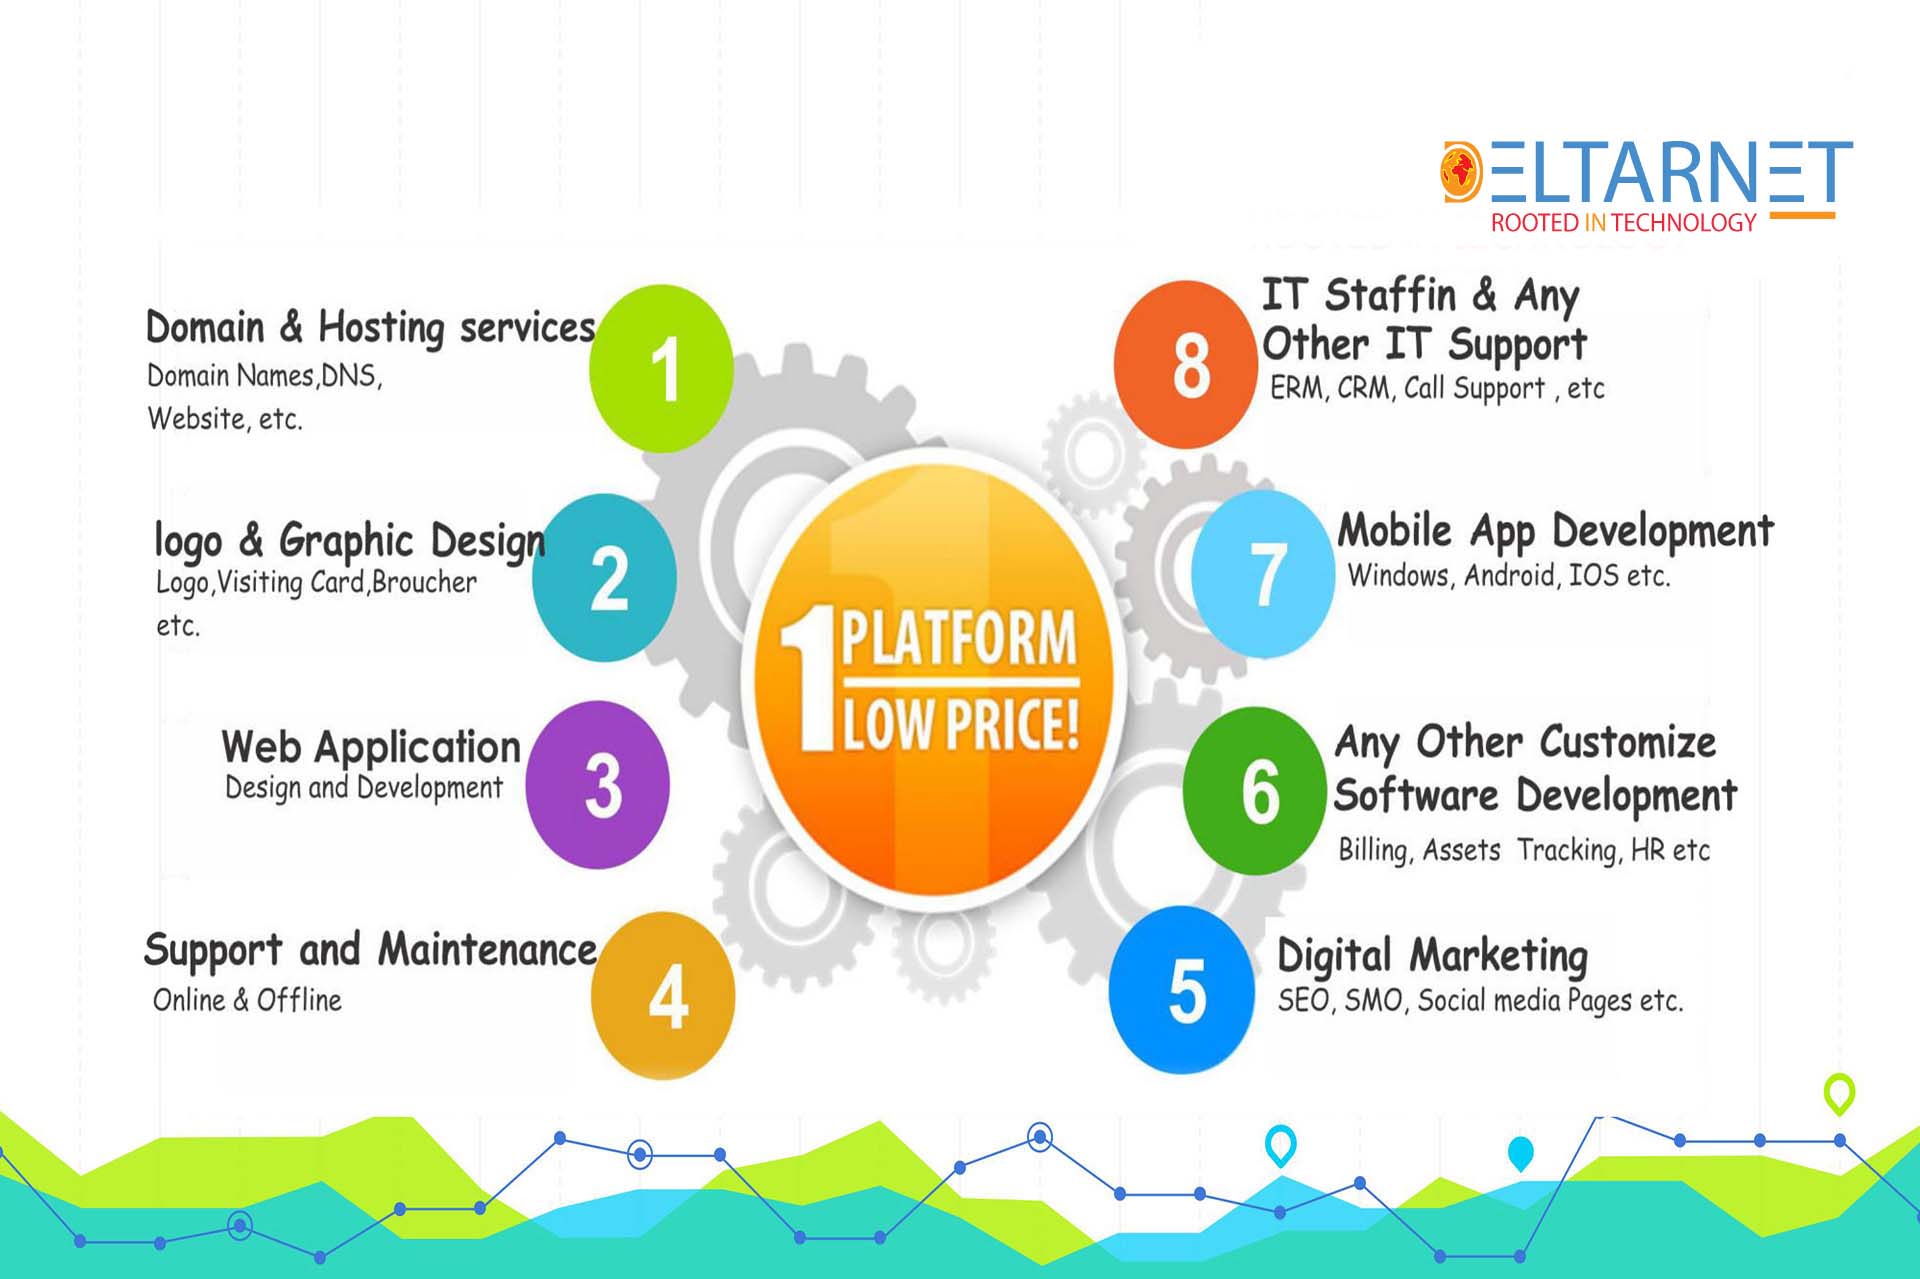 DELTARNET
ROOTED IN TECHNOLOGY
Domain & Hosting services
Domain Names,DNS,
Website, etc.
1
logo & Graphic Design
Logo,Visiting Card,Broucher
etc.
2
Web Application
Design and Development
3
Support and Maintenance
Online & Offline
4
1 PLATFORM
LOW PRICE!
8
IT Staffin & Any
Other IT Support
ERM, CRM, Call Support , etc
7
Mobile App Development
Windows, Android, IOS etc.
6
Any Other Customize
Software Development
Billing, Assets Tracking, HR etc
5
Digital Marketing
SEO, SMO, Social media Pages etc.